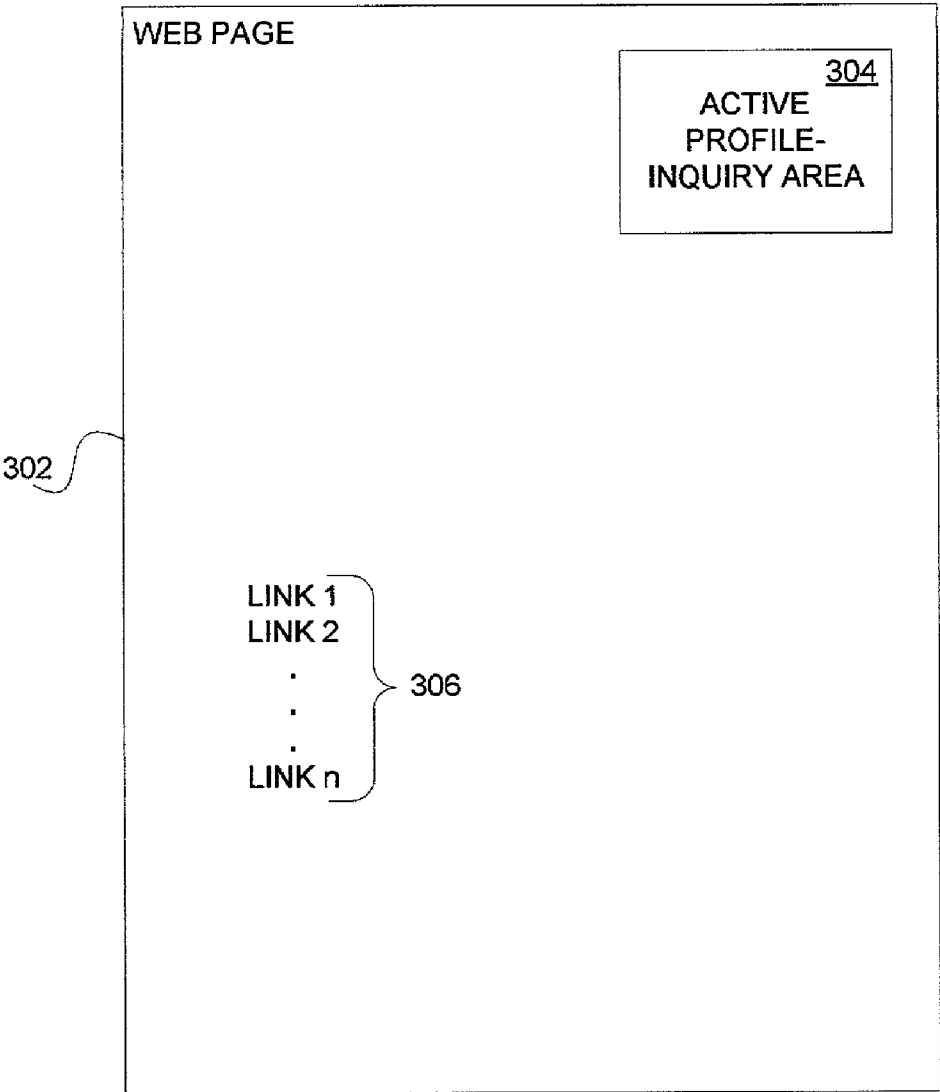 WEB PAGE
304
ACTIVE
PROFILE-
INQUIRY AREA
302
LINK 1
LINK 2
.
.
.
LINK n
306